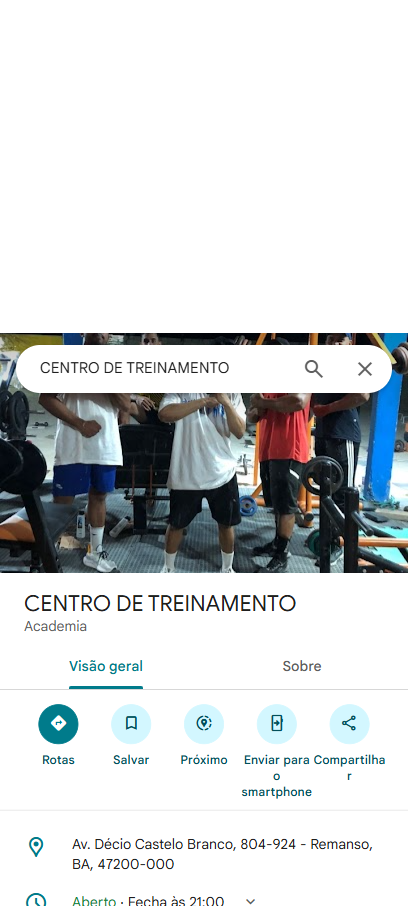 CENTRO DE TREINAMENTO
CENTRO DE TREINAMENTO
Academia
Visão geral
Sobre
Rotas
Salvar
Próximo
Enviar para
o
smartphone
Compartilha
r
Av. Décio Castelo Branco, 804-924 - Remanso,
BA, 47200-000
Aberto · Fecha às 21:00